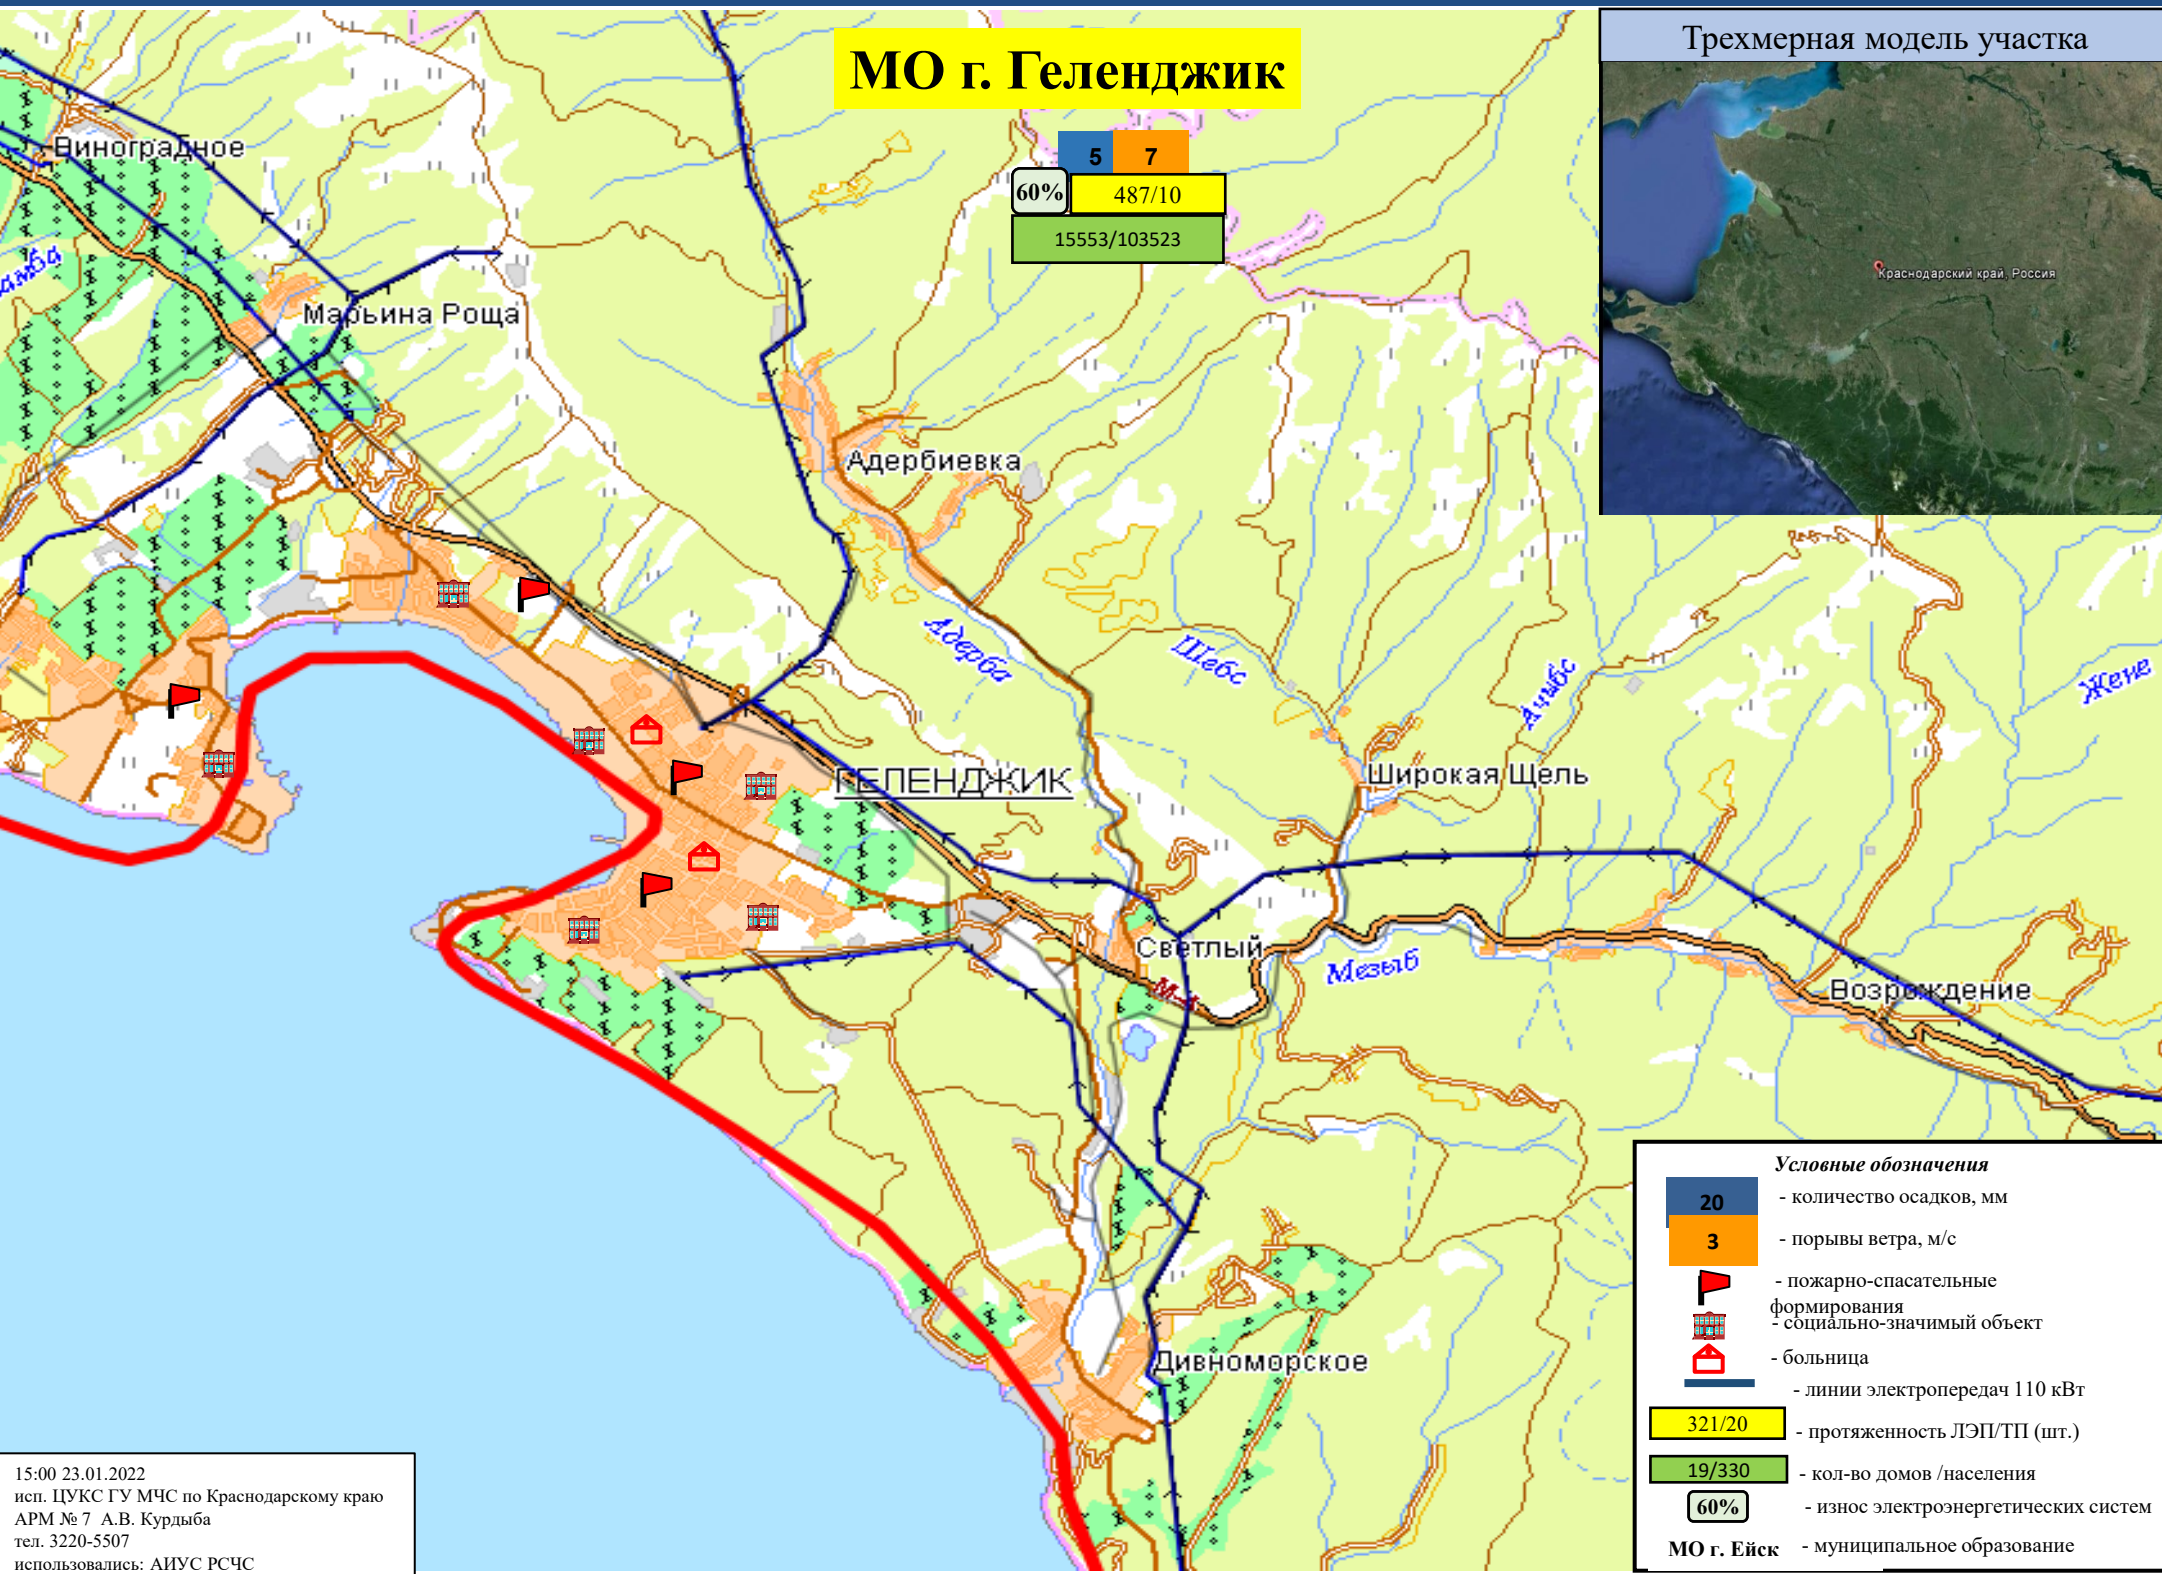 МО г. Геленджик
Трехмерная модель участка
Краснодарский край, Россия
5 7
60% 487/10
15553/103523
Виноградное
Марьина Роща
Адербиевка
Адерба
Шебс
Ачибс
Жене
ГЕЛЕНДЖИК
Широкая Щель
Светлый
М-4
Мезыб
Возрождение
Дивноморское
Условные обозначения
20 - количество осадков, мм
3 - порывы ветра, м/с
- пожарно-спасательные
формирования
- социально-значимый объект
- больница
- линии электропередач 110 кВт
321/20 - протяженность ЛЭП/ТП (шт.)
19/330 - кол-во домов /населения
60% - износ электроэнергетических систем
МО г. Ейск - муниципальное образование
15:00 23.01.2022
исп. ЦУКС ГУ МЧС по Краснодарскому краю
АРМ № 7 А.В. Курдыба
тел. 3220-5507
использовались: АИУС РСЧС